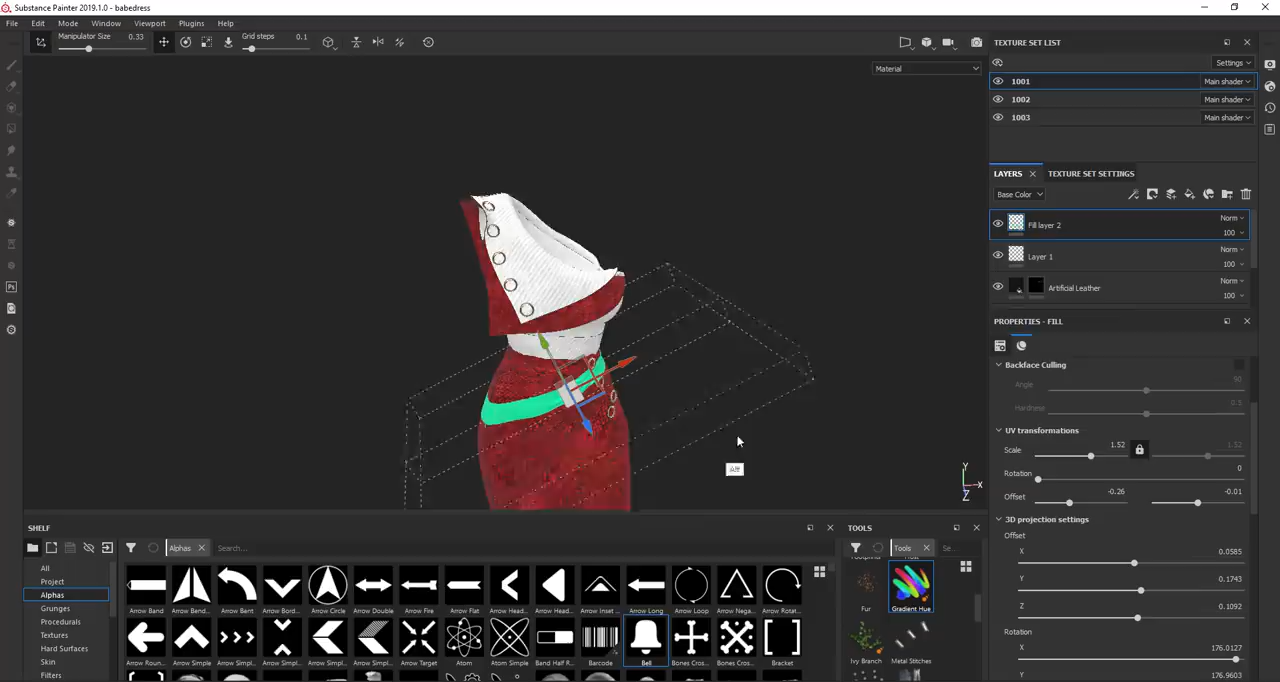 Substance Painter 2019.1.0 - babedress
File Edit Mode Window Viewport Plugins Help
Manipulator Size 0.33
Grid steps 0.1
Material
TEXTURE SET LIST
Settings
1001 Main shader
1002 Main shader
1003 Main shader
LAYERS TEXTURE SET SETTINGS
Base Color
Fill layer 2 Norm 100
Layer 1 Norm 100
Artificial Leather Norm 100
PROPERTIES - FILL
Backface Culling
Angle 90
Hardness 0.5
UV transformations
Scale 1.52 1.52
Rotation 0
Offset -0.26 -0.01
3D projection settings
Offset
X 0.0585
Y 0.1743
Z 0.1092
Rotation
X 176.0127
Y 176.9603
Alt
Y
X
Z
SHELF
Alphas Search...
All
Project
Alphas
Grunges
Procedurals
Textures
Hard Surfaces
Skin
Filters
Arrow Band Arrow Bend... Arrow Bent Arrow Bord... Arrow Circle Arrow Double Arrow Fire Arrow Flat Arrow Head... Arrow Head... Arrow Inset ... Arrow Long Arrow Loop Arrow Nega... Arrow Rotat...
Arrow Roun... Arrow Simple Arrow Simpl... Arrow Simpl... Arrow Simpl... Arrow Simpl... Arrow Target Atom Atom Simple Band Half R... Barcode Bell Bones Cros... Bones Cros... Bracket
TOOLS
Tools Se...
Fur Gradient Hue
Ivy Branch Metal Stitches